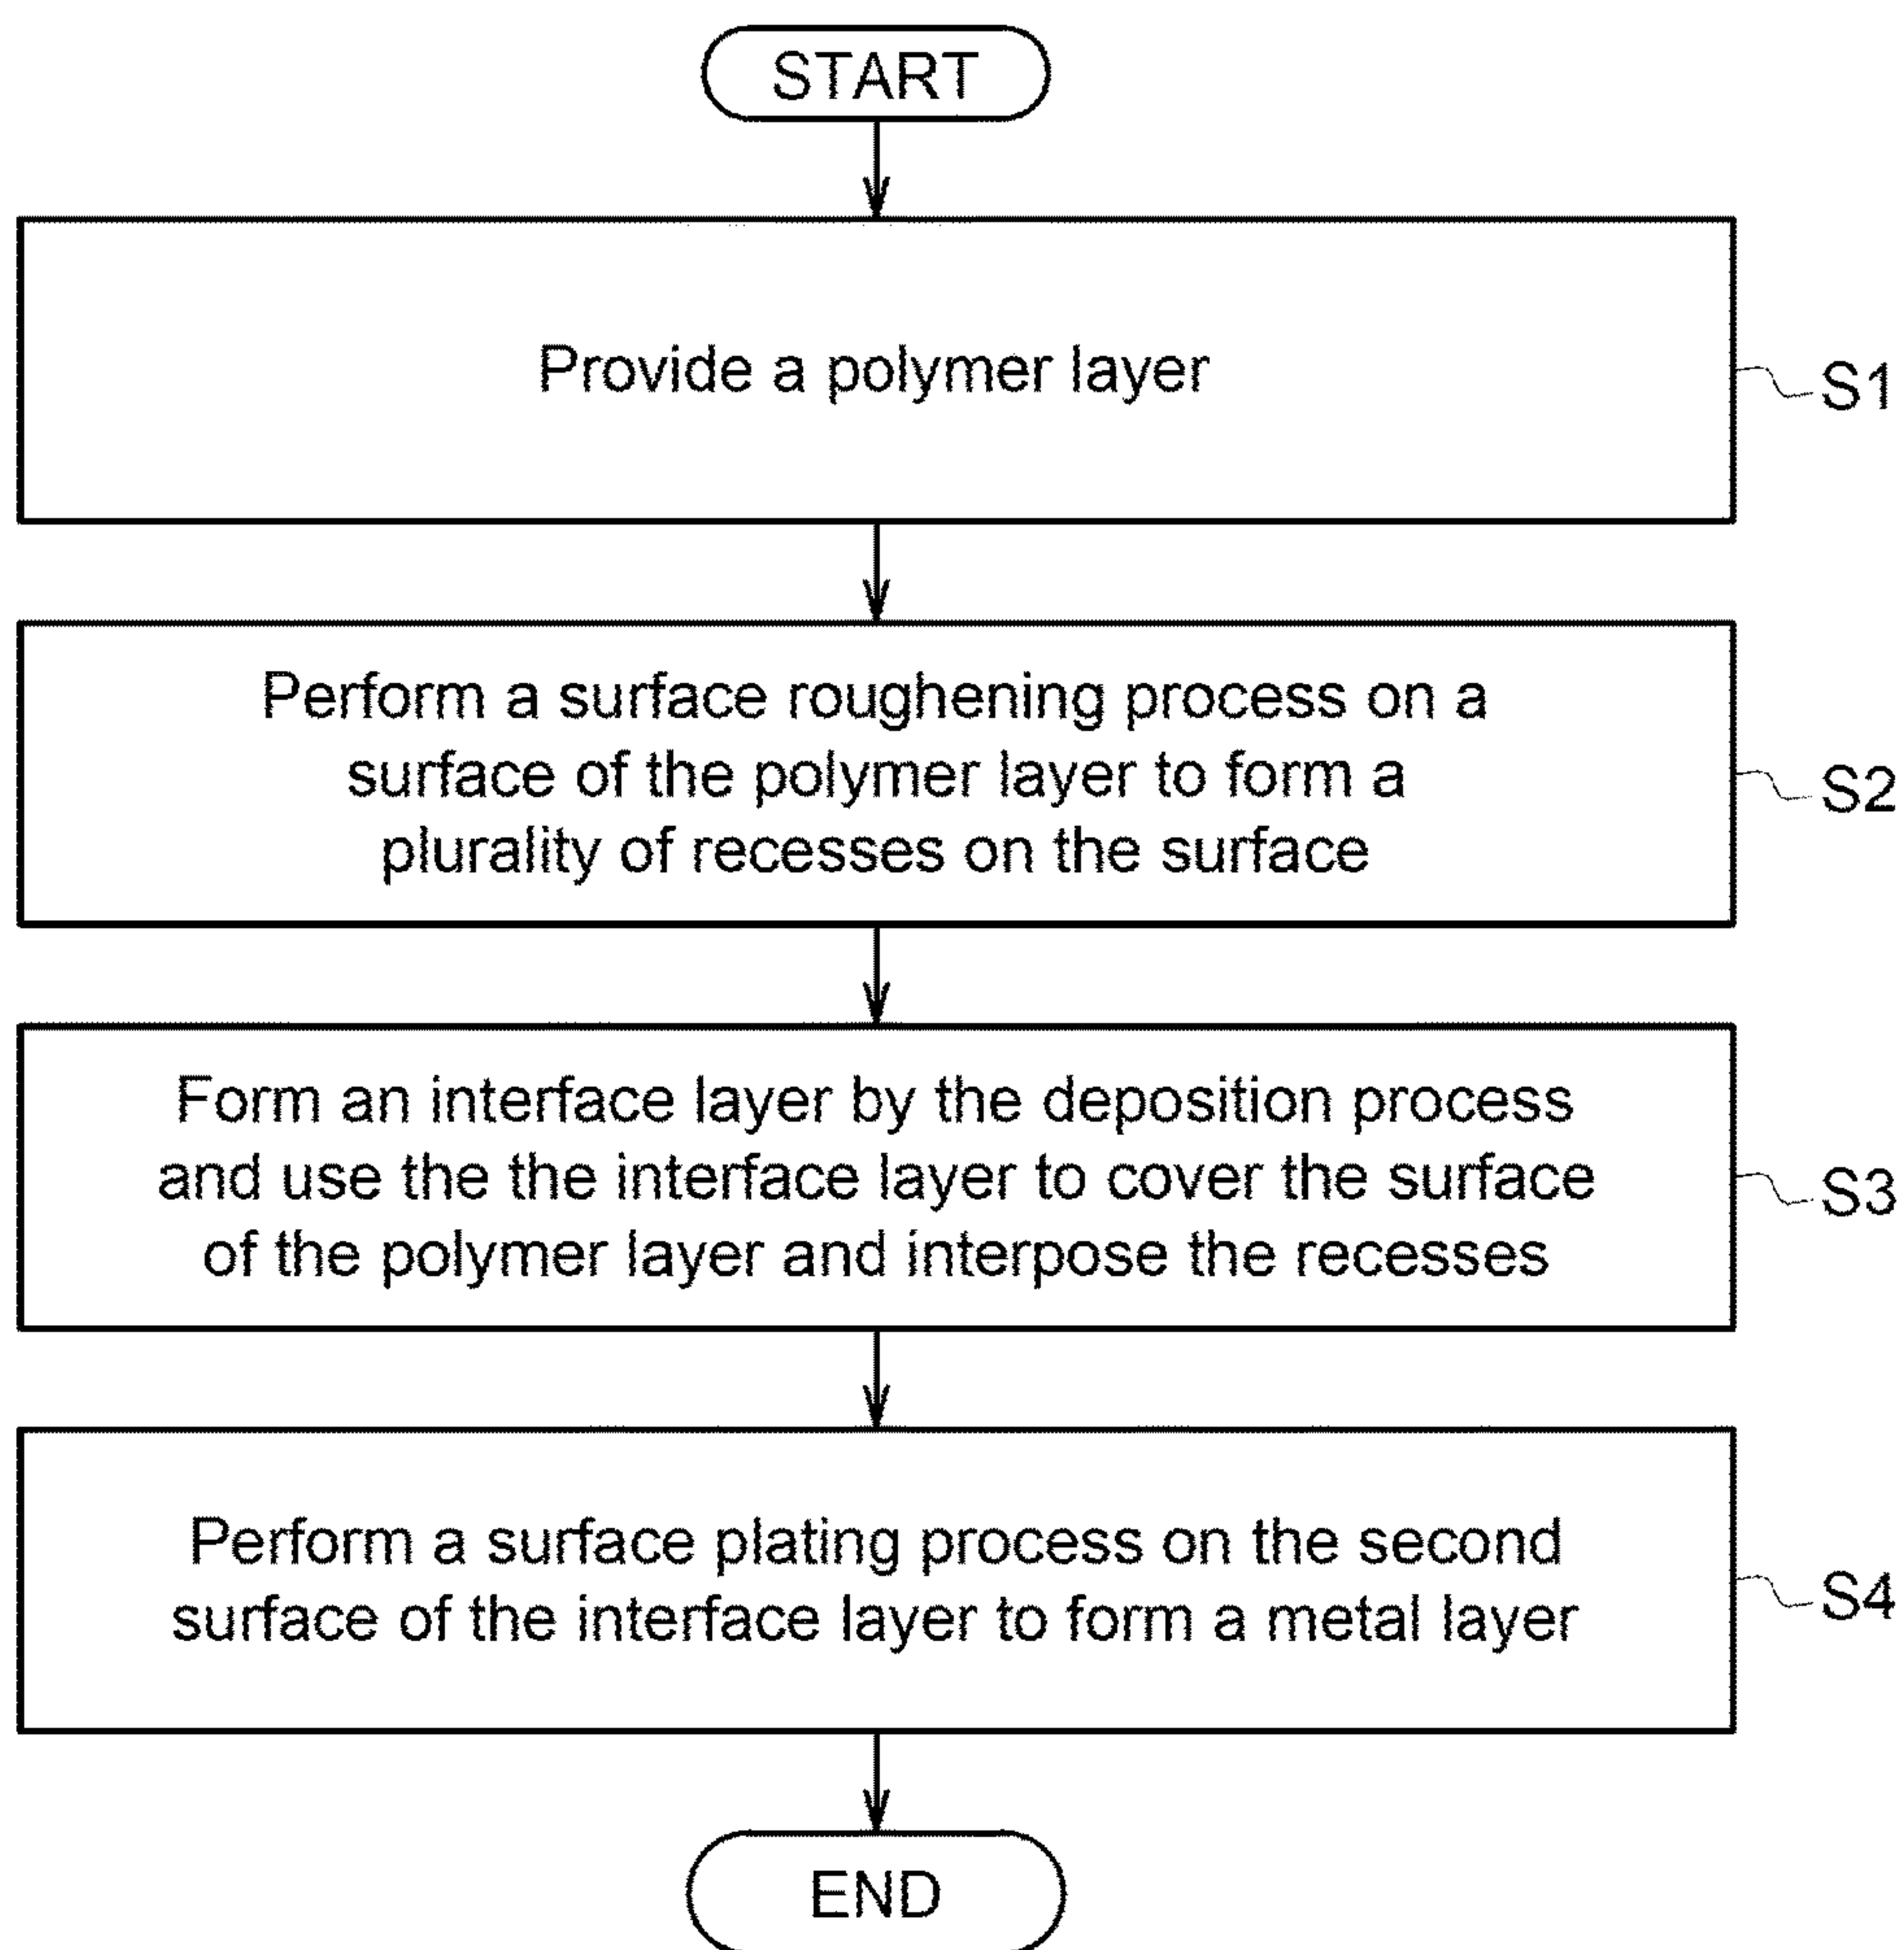 START
Provide a polymer layer
S1
Perform a surface roughening process on a
surface of the polymer layer to form a
plurality of recesses on the surface
S2
Form an interface layer by the deposition process
and use the the interface layer to cover the surface
of the polymer layer and interpose the recesses
S3
Perform a surface plating process on the second
surface of the interface layer to form a metal layer
S4
END